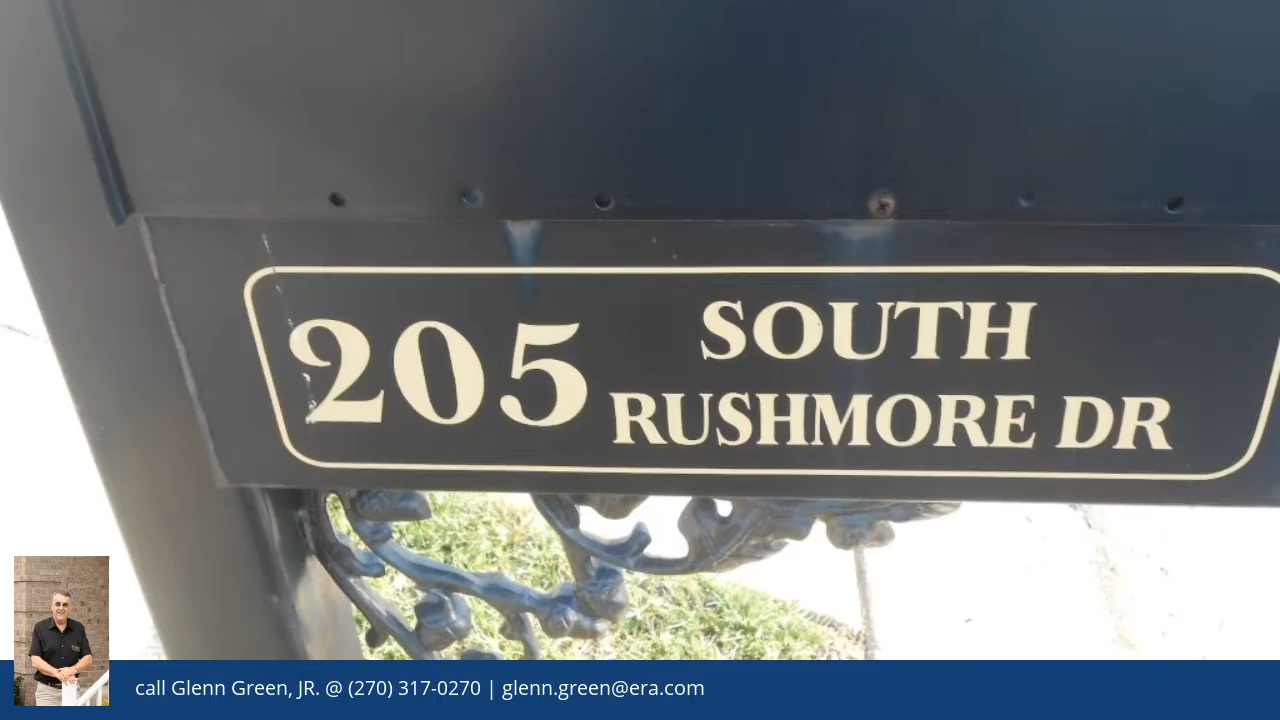 205
SOUTH
RUSHMORE DR
call Glenn Green, JR. @ (270) 317-0270 | glenn.green@era.com